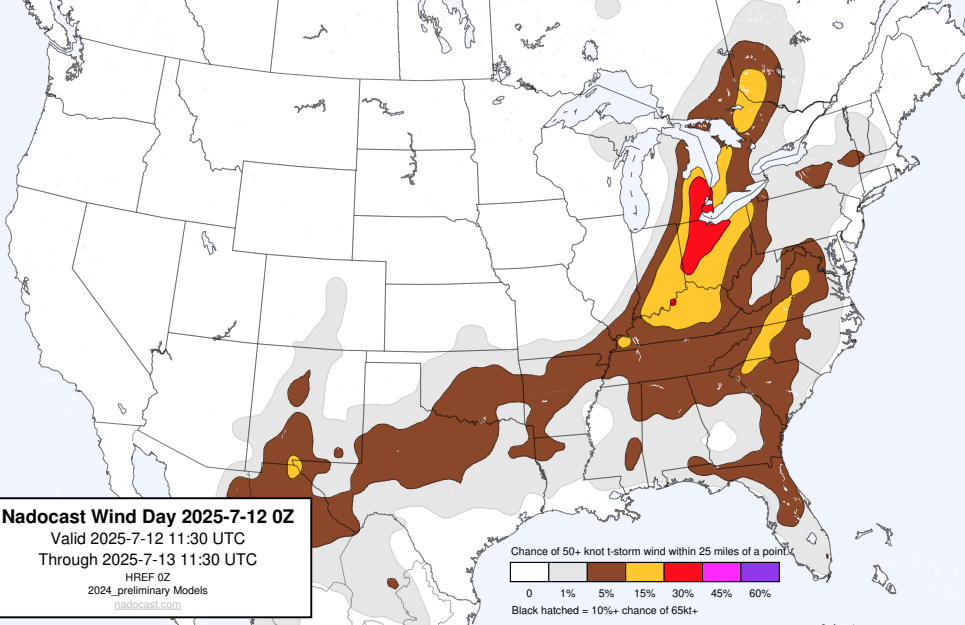 Nadocast Wind Day 2025-7-12 0Z
Valid 2025-7-12 11:30 UTC
Through 2025-7-13 11:30 UTC
HREF 0Z
2024_preliminary Models
nadocast.com
Chance of 50+ knot t-storm wind within 25 miles of a point.
0 1% 5% 15% 30% 45% 60%
Black hatched = 10%+ chance of 65kt+